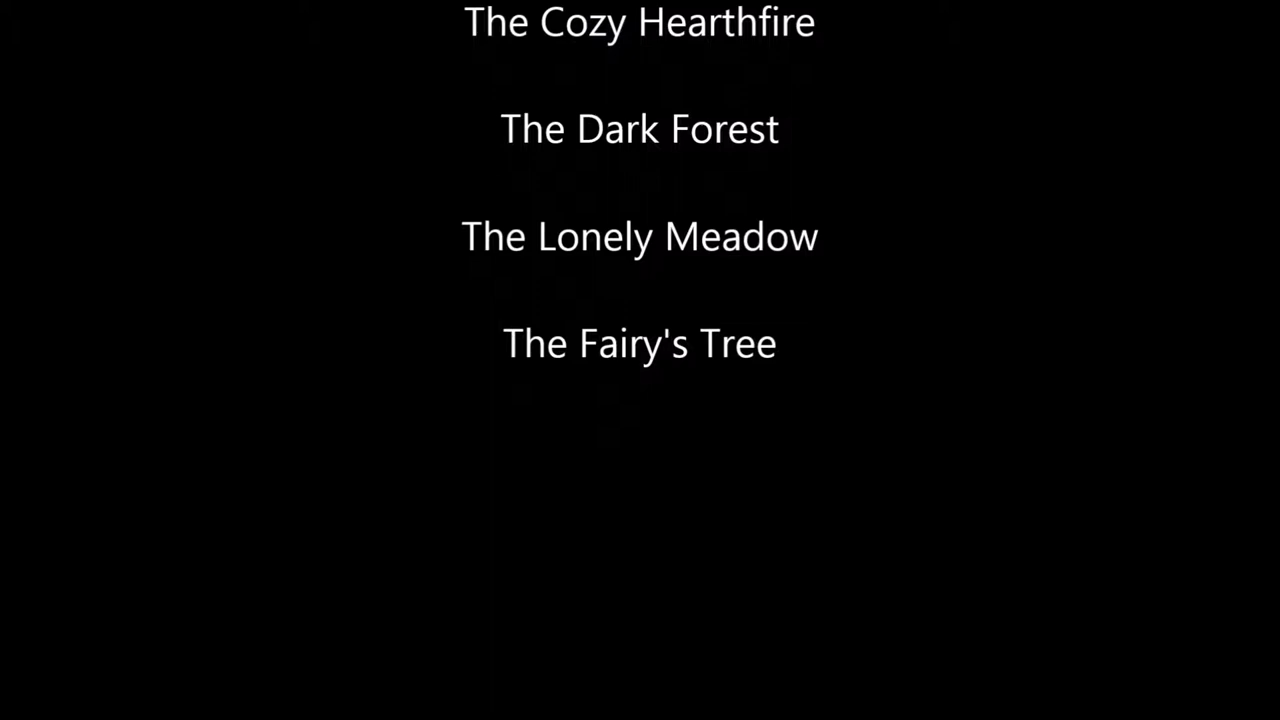 The Cozy Hearthfire
The Dark Forest
The Lonely Meadow
The Fairy's Tree